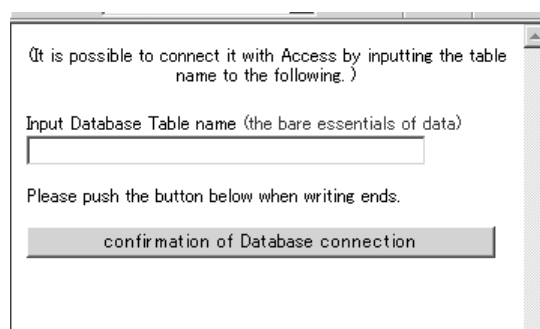 (It is possible to connect it with Access by inputting the table
name to the following. )
Input Database Table name (the bare essentials of data)
Please push the button below when writing ends.
confirmation of Database connection